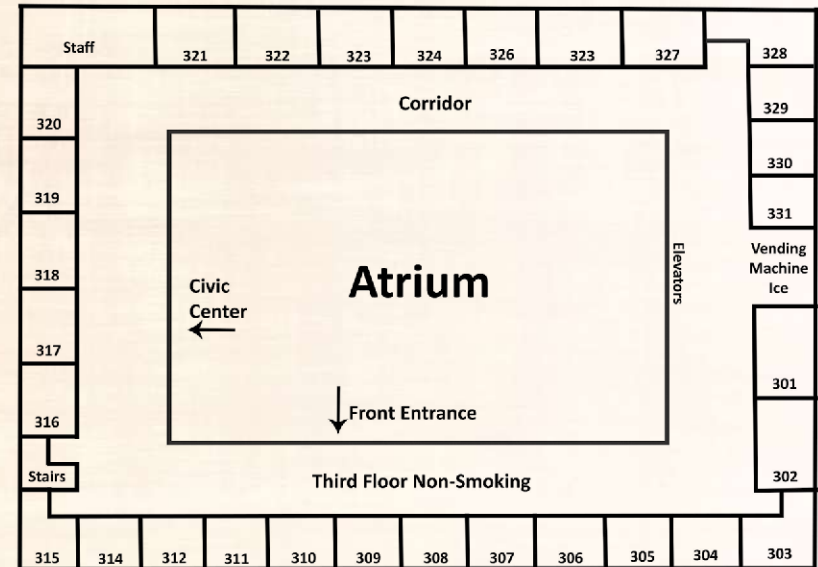 Staff
321
322
323
324
326
323
327
328
320
Corridor
329
330
319
331
318
Civic
Center
Atrium
Elevators
Vending
Machine
Ice
317
301
316
Front Entrance
Stairs
Third Floor Non-Smoking
302
315
314
312
311
310
309
308
307
306
305
304
303